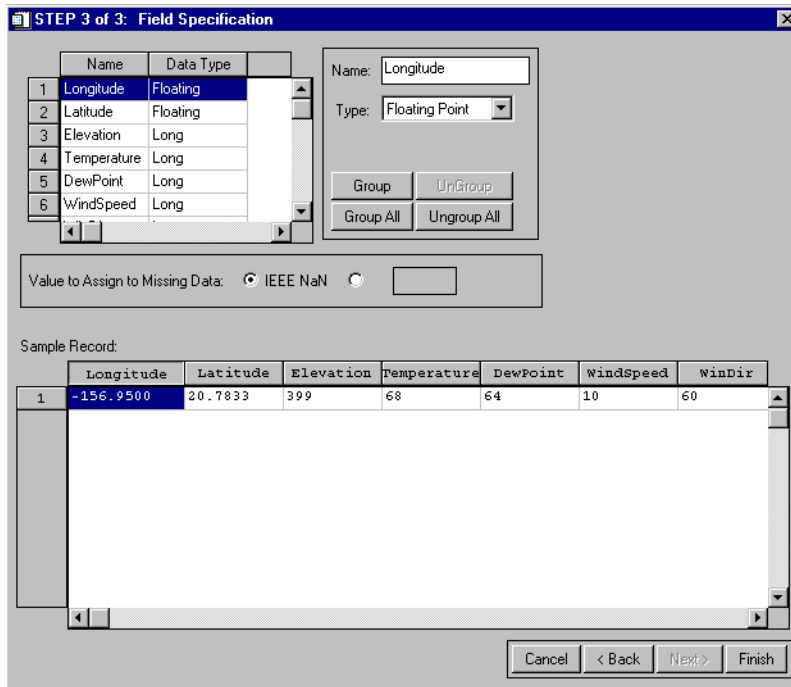 STEP 3 of 3: Field Specification
Name Data Type
1 Longitude Floating
2 Latitude Floating
3 Elevation Long
4 Temperature Long
5 DewPoint Long
6 WindSpeed Long
Name: Longitude
Type: Floating Point
Group UnGroup
Group All Ungroup All
Value to Assign to Missing Data: IEEE NaN
Sample Record:
Longitude Latitude Elevation Temperature DewPoint WindSpeed WinDir
1 -156.9500 20.7833 399 68 64 10 60
Cancel < Back Next > Finish